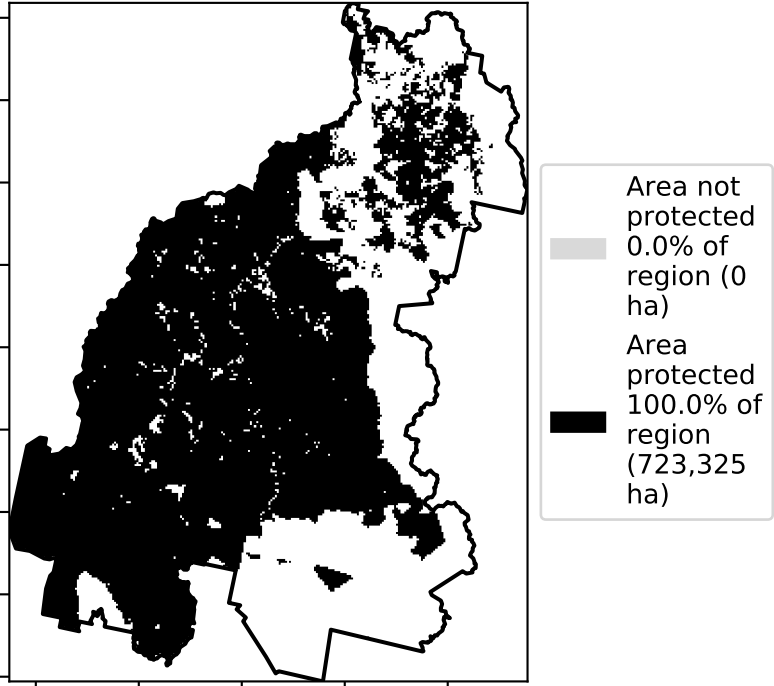 Area not
protected
0.0% of
region (0
ha)
Area
protected
100.0% of
region
(723,325
ha)